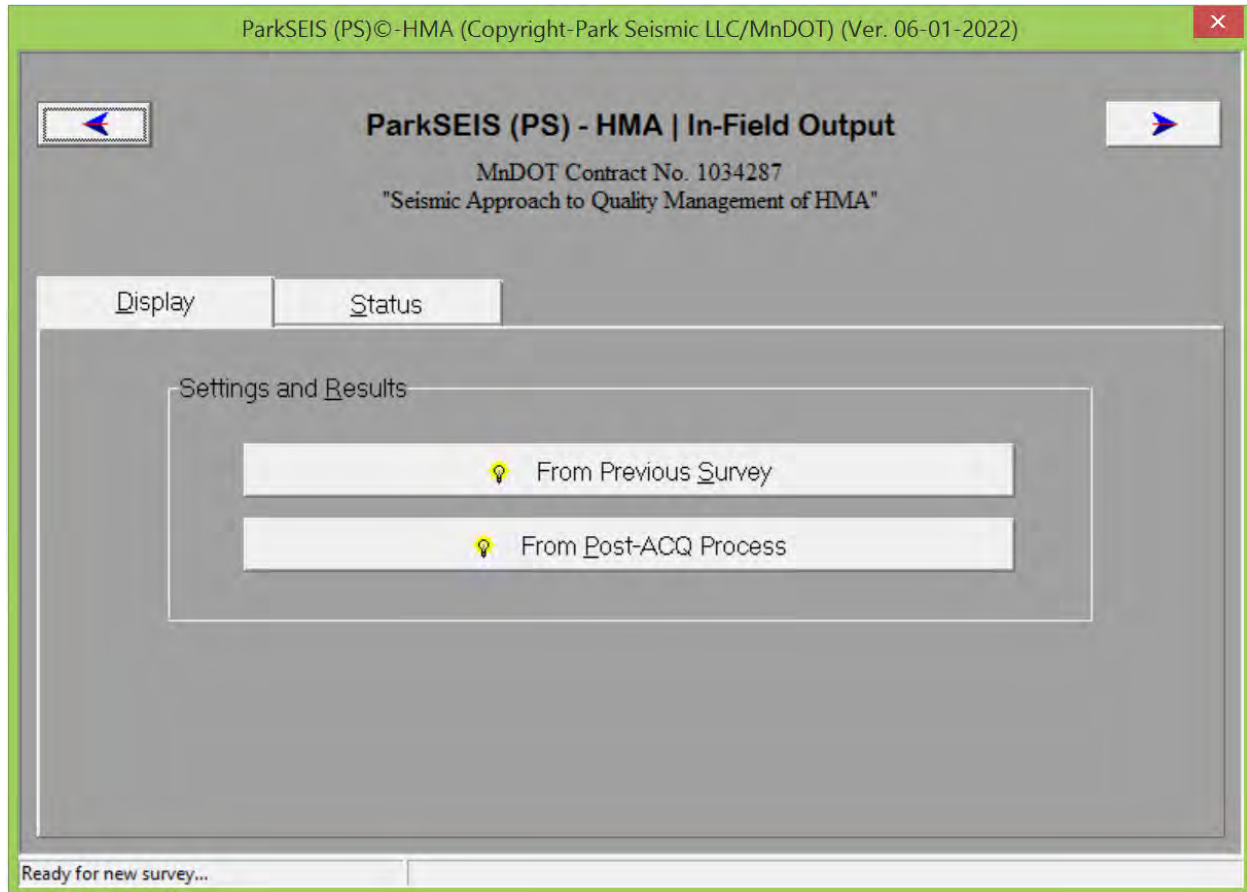 ParkSEIS (PS)©-HMA (Copyright-Park Seismic LLC/MnDOT) (Ver. 06-01-2022)
ParkSEIS (PS) - HMA | In-Field Output
MnDOT Contract No. 1034287
"Seismic Approach to Quality Management of HMA"
Display
Status
Settings and Results
From Previous Survey
From Post-ACQ Process
Ready for new survey...